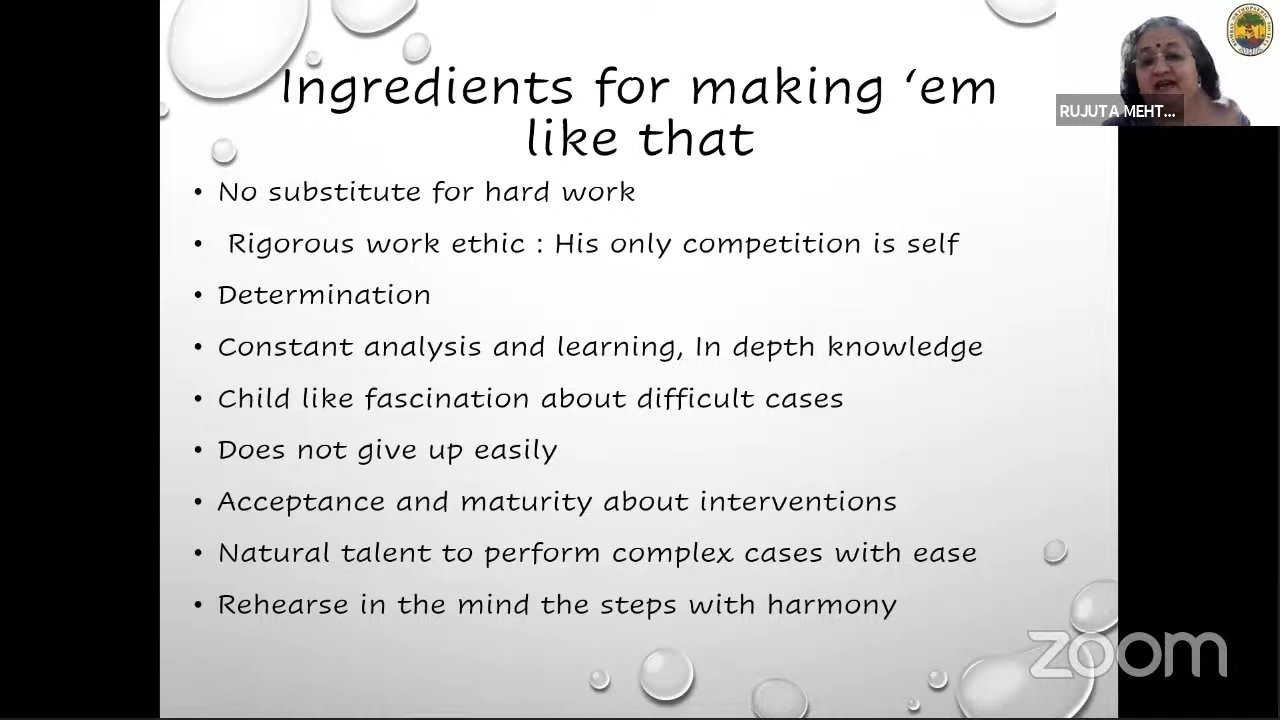 Ingredients for making ‘em
like that
• No substitute for hard work
• Rigorous work ethic : His only competition is self
• Determination
• Constant analysis and learning, In depth knowledge
• Child like fascination about difficult cases
• Does not give up easily
• Acceptance and maturity about interventions
• Natural talent to perform complex cases with ease
• Rehearse in the mind the steps with harmony
RUJUTA MEHT...
zoom